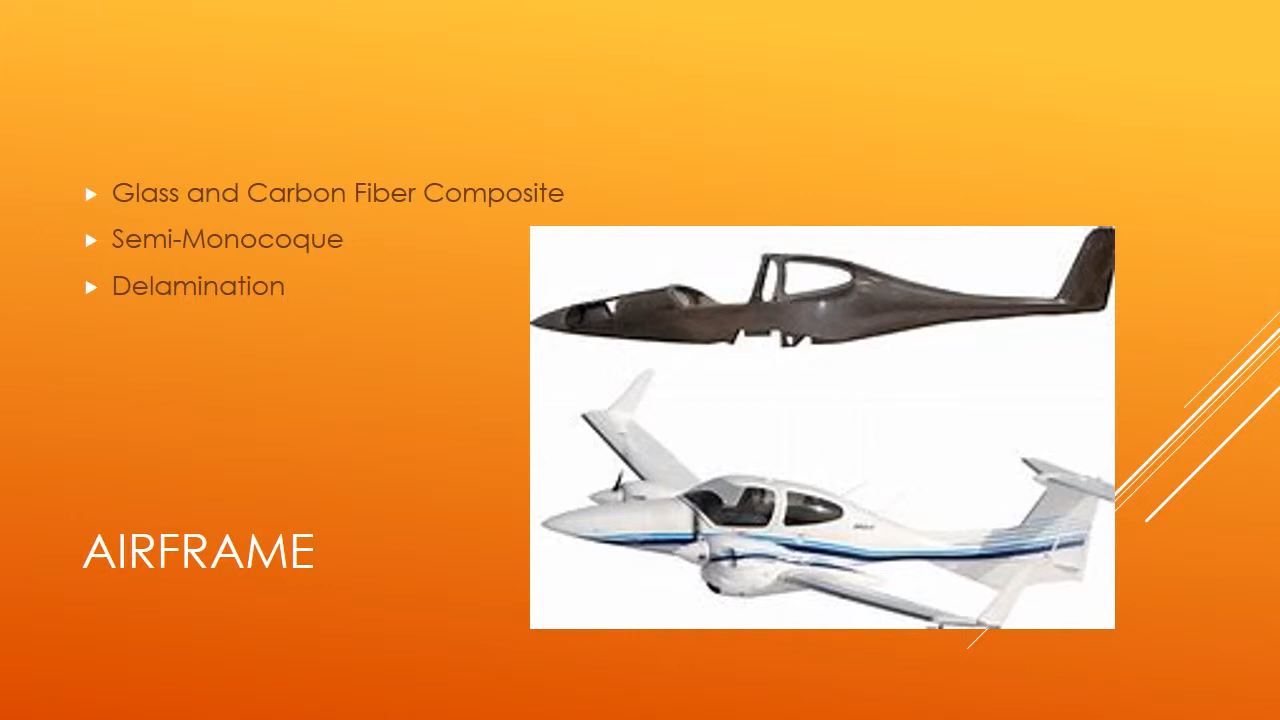 Glass and Carbon Fiber Composite
Semi-Monocoque
Delamination
AIRFRAME